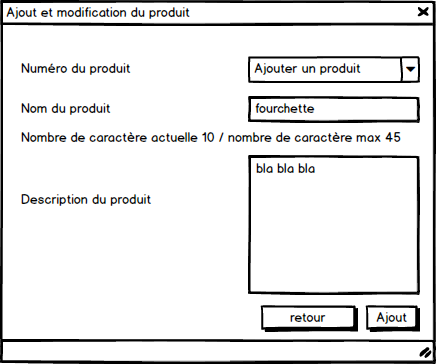 Ajout et modification du produit
Numéro du produit
Ajouter un produit
Nom du produit
fourchette
Nombre de caractère actuelle 10 / nombre de caractère max 45
Description du produit
bla bla bla
retour
Ajout